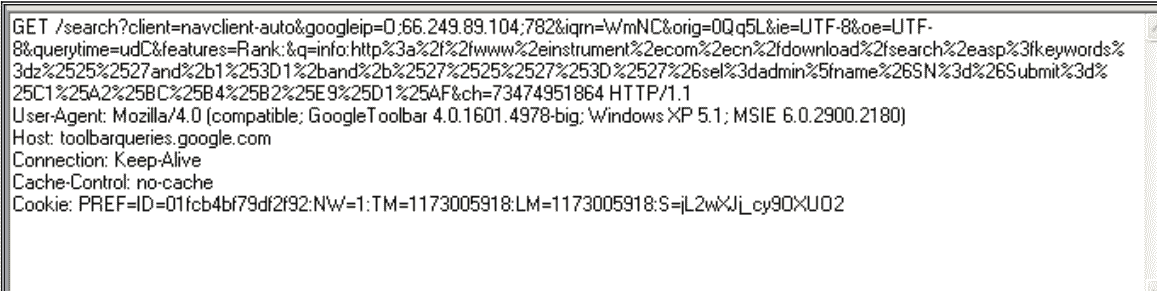 GET /search?client=navclient-auto&googleip=O;66.249.89.104;782&iqrn=WmNC&orig=0Qq5L&ie=UTF-8&oe=UTF-
8&querytime=udC&features=Rank:&q=info:http%3a%2f%2fwww%2einstrument%2ecom%2ecn%2fdownload%2fsearch%2easp%3fkeywords%
3dz%2525%2527and%2b1%253D1%2band%2b%2527%2525%2527%253D%2527%26sel%3dadmin%5fname%26SN%3d%26Submit%3d%
25C1%25A2%25BC%25B4%25B2%25E9%25D1%25AF&ch=73474951864 HTTP/1.1
User-Agent: Mozilla/4.0 (compatible; GoogleToolbar 4.0.1601.4978-big; Windows XP 5.1; MSIE 6.0.2900.2180)
Host: toolbarqueries.google.com
Connection: Keep-Alive
Cache-Control: no-cache
Cookie: PREF=ID=01fcb4bf79df2f92:NW=1:TM=1173005918:LM=1173005918:S=jL2wXJj_cy9OXUO2